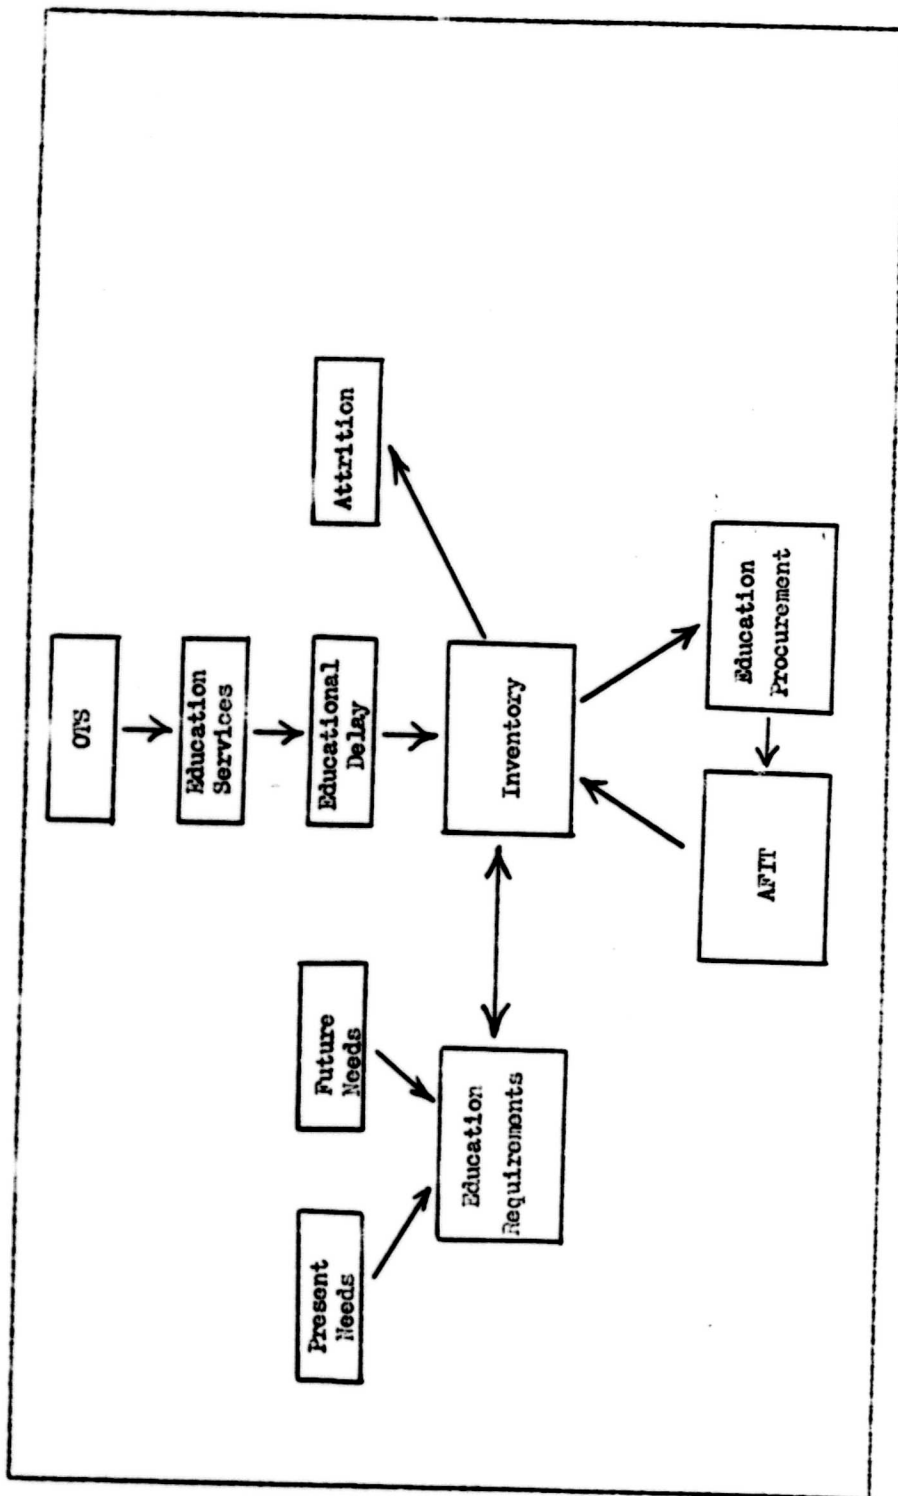 OTS
Education
Services
Educational
Delay
Attrition
Present
Needs
Future
Needs
Education
Requirements
Inventory
AFIT
Education
Procurement